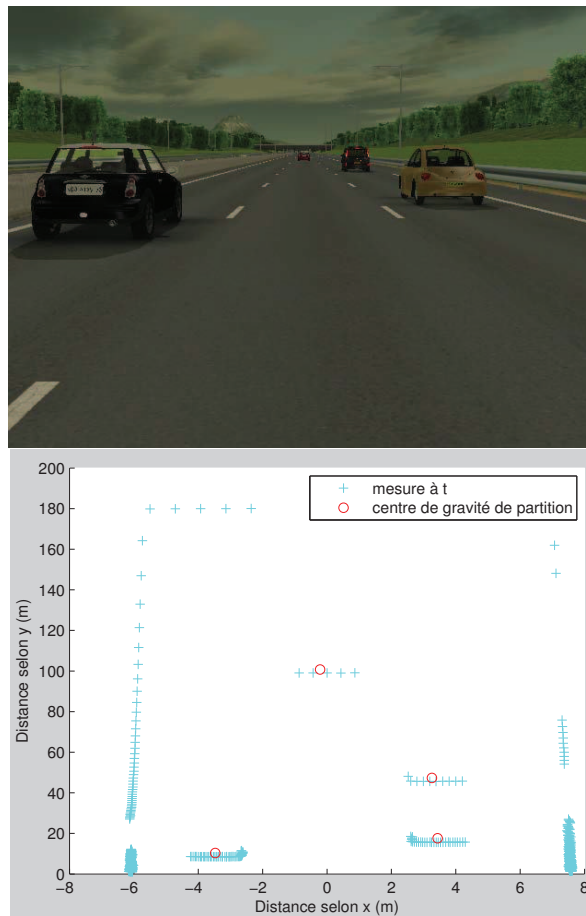 200
180
160
140
120
100
80
60
40
20
0
Distance selon y (m)
+ mesure à t
○ centre de gravité de partition
−8 −6 −4 −2 0 2 4 6 8
Distance selon x (m)